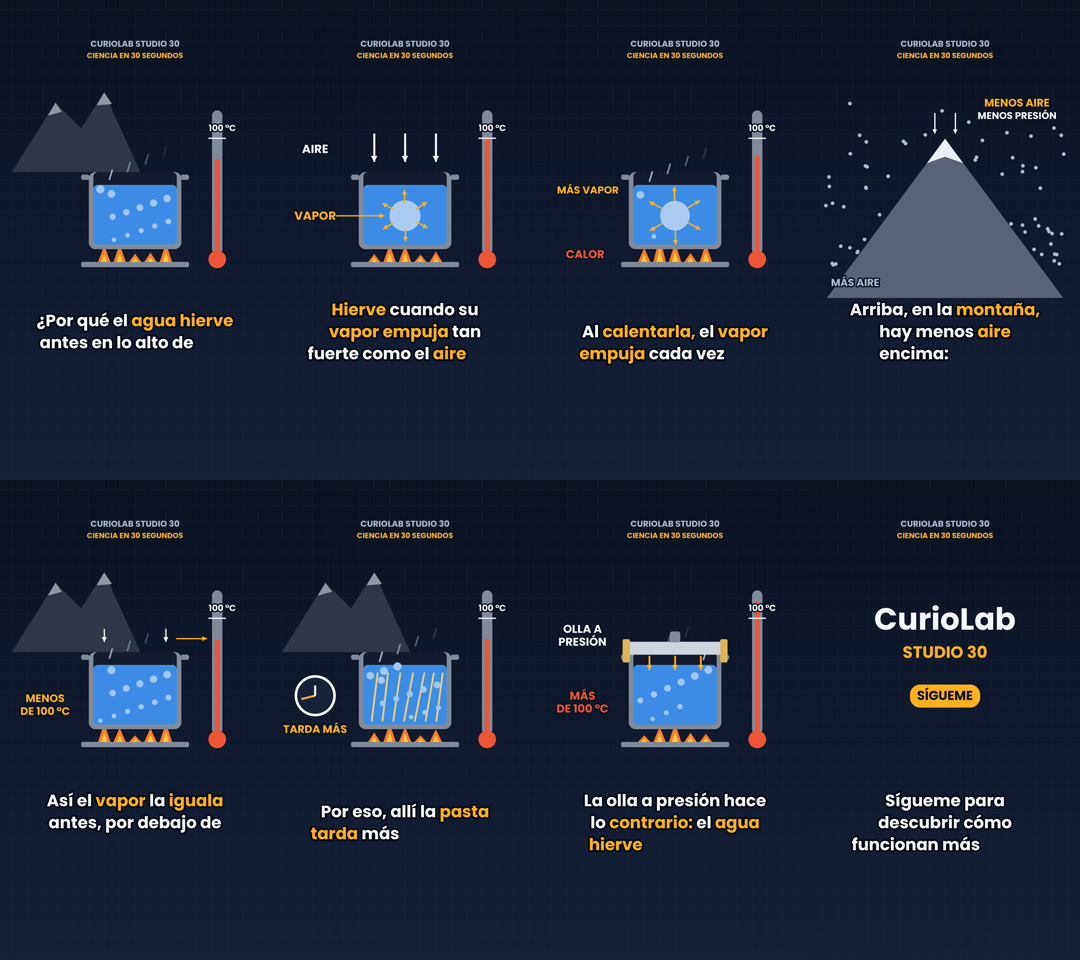 CURIOLAB STUDIO 30
CIENCIA EN 30 SEGUNDOS
100 °C
¿Por qué el agua hierve
antes en lo alto de
CURIOLAB STUDIO 30
CIENCIA EN 30 SEGUNDOS
100 °C
AIRE
VAPOR
Hierve cuando su
vapor empuja tan
fuerte como el aire
CURIOLAB STUDIO 30
CIENCIA EN 30 SEGUNDOS
100 °C
MÁS VAPOR
CALOR
Al calentarla, el vapor
empuja cada vez
CURIOLAB STUDIO 30
CIENCIA EN 30 SEGUNDOS
MENOS AIRE
MENOS PRESIÓN
MÁS AIRE
Arriba, en la montaña,
hay menos aire
encima:
CURIOLAB STUDIO 30
CIENCIA EN 30 SEGUNDOS
100 °C
MENOS
DE 100 °C
Así el vapor la iguala
antes, por debajo de
CURIOLAB STUDIO 30
CIENCIA EN 30 SEGUNDOS
100 °C
TARDA MÁS
Por eso, allí la pasta
tarda más
CURIOLAB STUDIO 30
CIENCIA EN 30 SEGUNDOS
100 °C
OLLA A
PRESIÓN
MÁS
DE 100 °C
La olla a presión hace
lo contrario: el agua
hierve
CURIOLAB STUDIO 30
CIENCIA EN 30 SEGUNDOS
CurioLab
STUDIO 30
SÍGUEME
Sígueme para
descubrir cómo
funcionan más